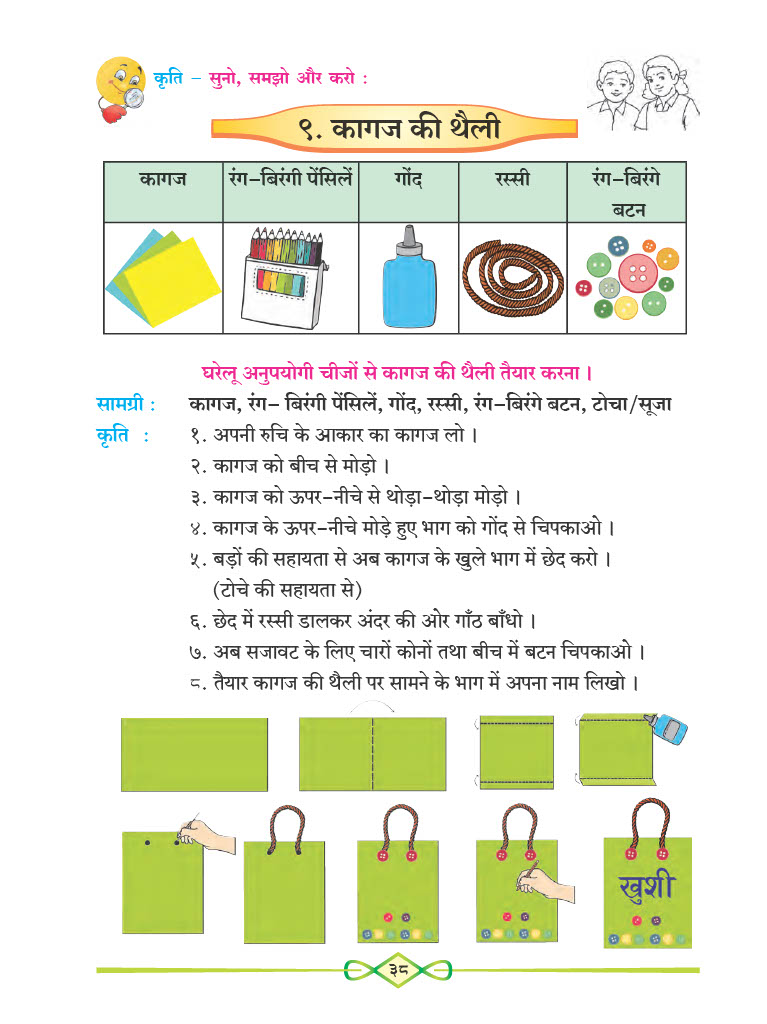 कृति – सुनो, समझो और करो :
९. कागज की थैली
कागज रंग-बिरंगी पेंसिलें गोंद रस्सी रंग-बिरंगे
बटन
घरेलू अनुपयोगी चीजों से कागज की थैली तैयार करना ।
सामग्री : कागज, रंग- बिरंगी पेंसिलें, गोंद, रस्सी, रंग-बिरंगे बटन, टोचा/सूजा
कृति : १. अपनी रुचि के आकार का कागज लो ।
२. कागज को बीच से मोड़ो ।
३. कागज को ऊपर-नीचे से थोड़ा-थोड़ा मोड़ो ।
४. कागज के ऊपर-नीचे मोड़े हुए भाग को गोंद से चिपकाओ ।
५. बड़ों की सहायता से अब कागज के खुले भाग में छेद करो ।
(टोचे की सहायता से)
६. छेद में रस्सी डालकर अंदर की ओर गाँठ बाँधो ।
७. अब सजावट के लिए चारों कोनों तथा बीच में बटन चिपकाओ ।
८. तैयार कागज की थैली पर सामने के भाग में अपना नाम लिखो ।
खुशी
३८